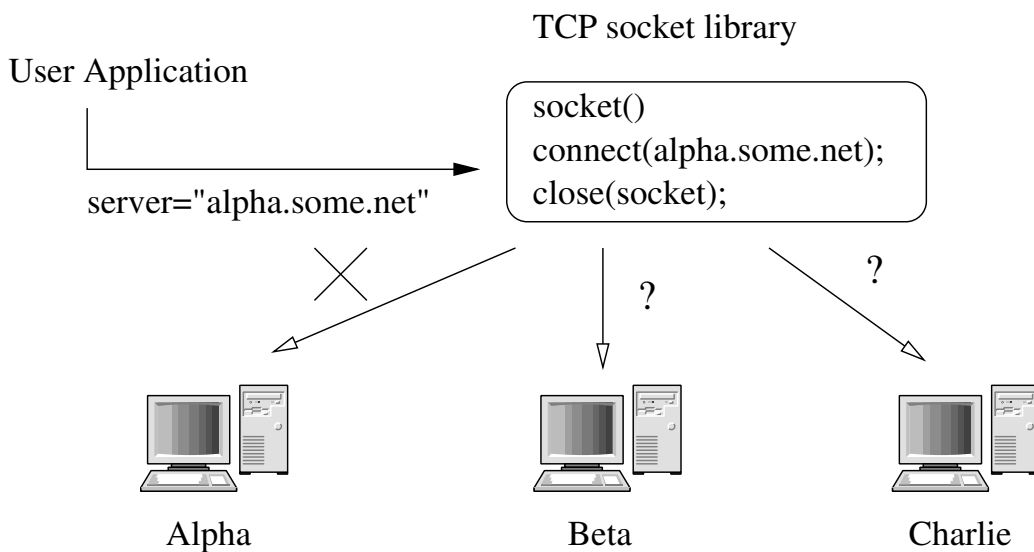 TCP socket library
User Application
socket()
connect(alpha.some.net);
close(socket);
server="alpha.some.net"
?
?
Alpha
Beta
Charlie